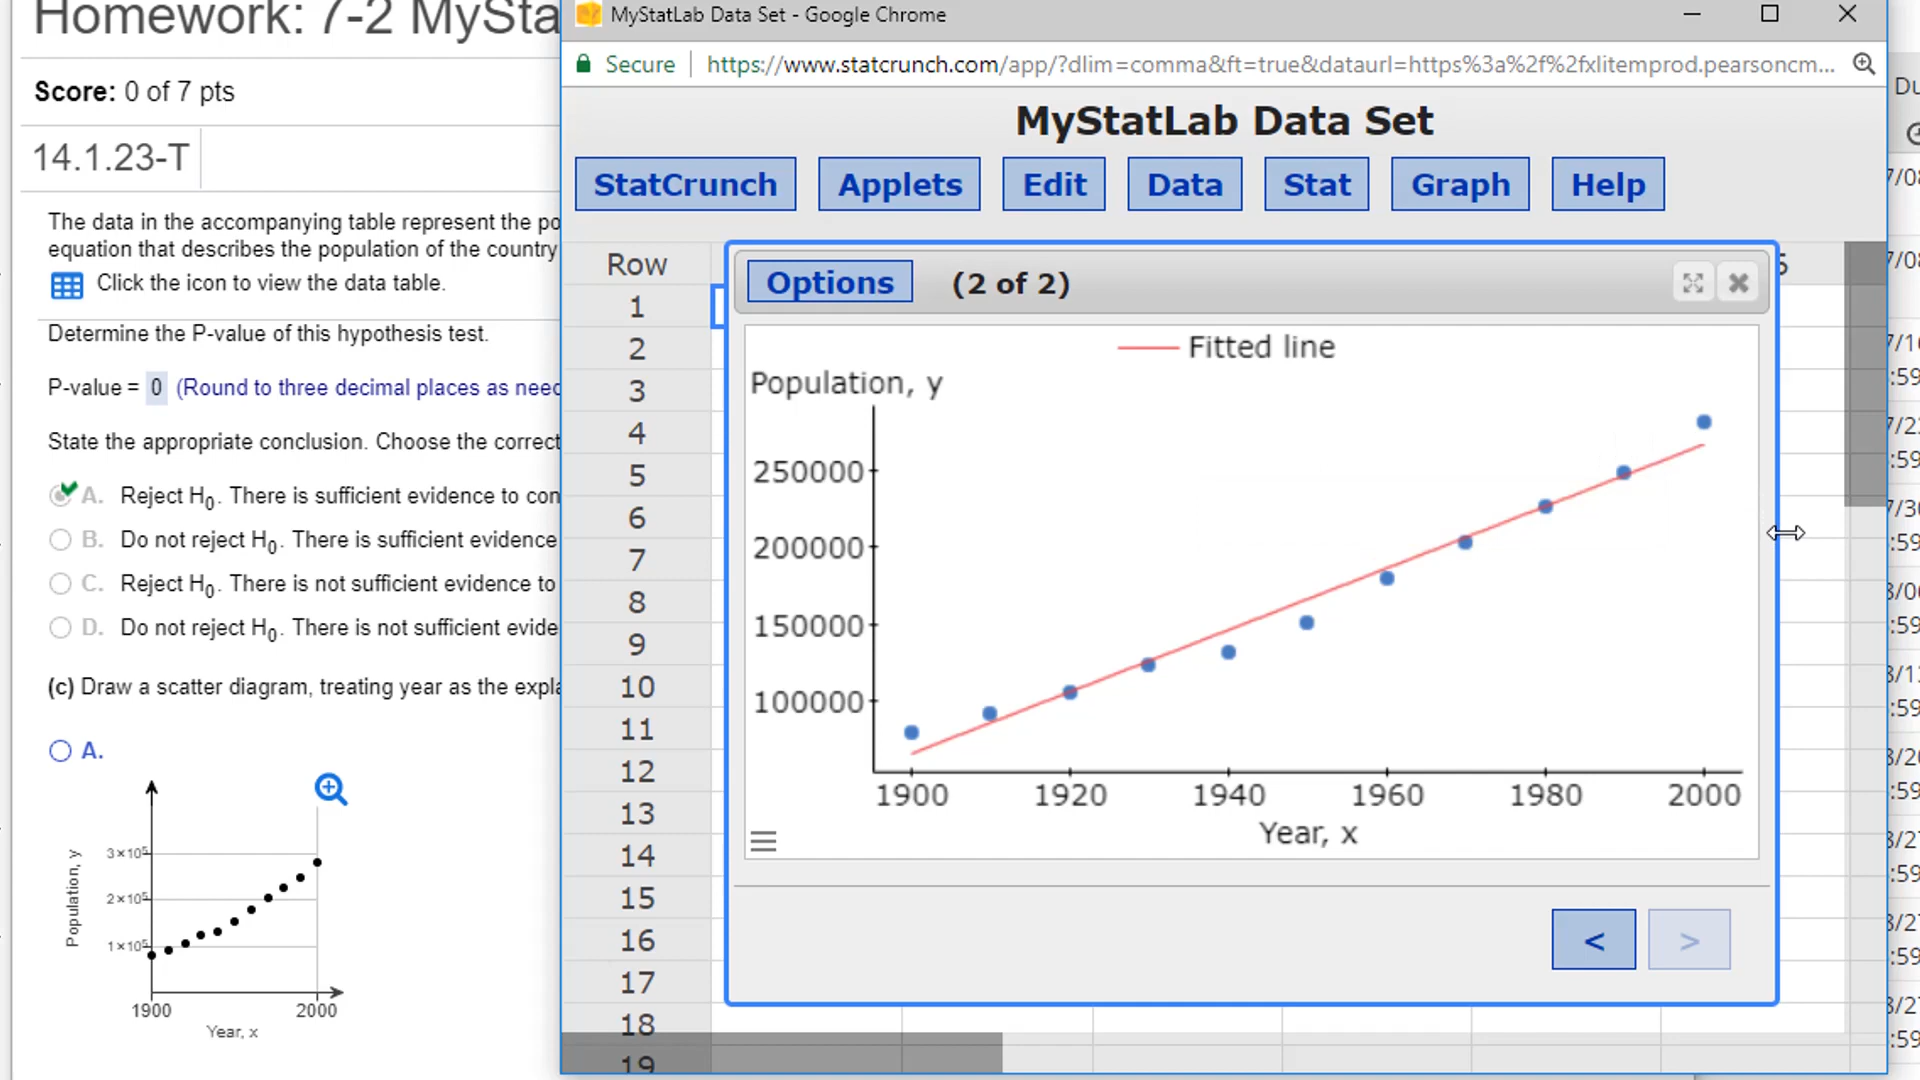 Homework: 7-2 MySta
Score: 0 of 7 pts
14.1.23-T
The data in the accompanying table represent the po
equation that describes the population of the country
Click the icon to view the data table.
Determine the P-value of this hypothesis test.
P-value = 0 (Round to three decimal places as need
State the appropriate conclusion. Choose the correct
A. Reject H0. There is sufficient evidence to con
B. Do not reject H0. There is sufficient evidence
C. Reject H0. There is not sufficient evidence to
D. Do not reject H0. There is not sufficient evide
(c) Draw a scatter diagram, treating year as the expla
A.
Population, y
3×10⁵
2×10⁵
1×10⁵
1900 2000
Year, x
MyStatLab Data Set - Google Chrome
Secure https://www.statcrunch.com/app/?dlim=comma&ft=true&dataurl=https%3a%2f%2fxlitemprod.pearsoncm...
MyStatLab Data Set
StatCrunch Applets Edit Data Stat Graph Help
Row
1
2
3
4
5
6
7
8
9
10
11
12
13
14
15
16
17
18
19
Options (2 of 2)
Fitted line
Population, y
250000
200000
150000
100000
1900 1920 1940 1960 1980 2000
Year, x
< >
Du